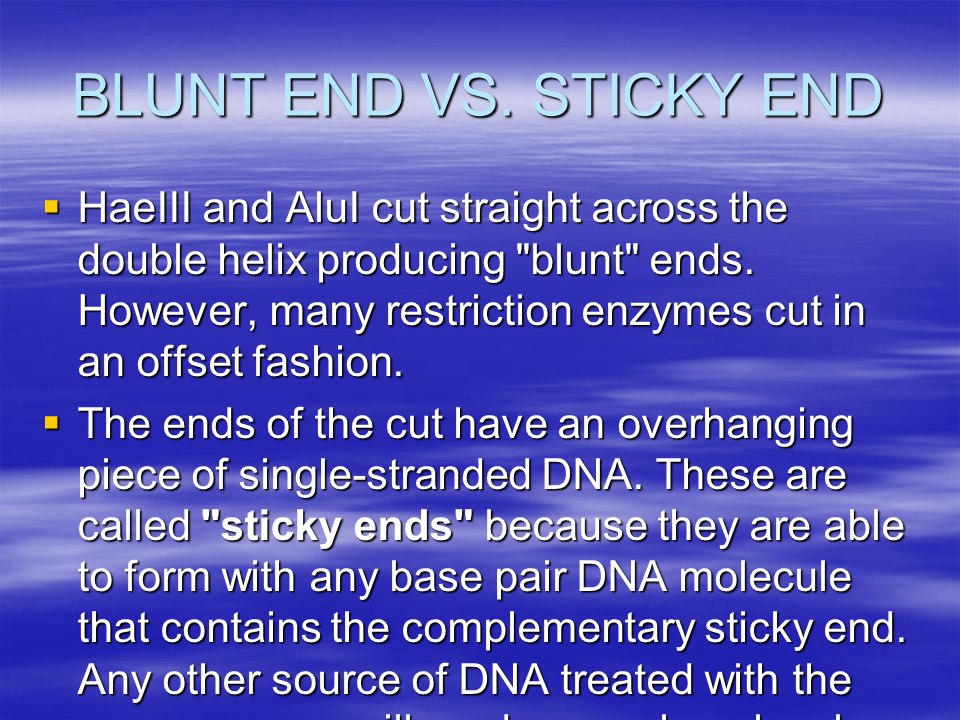 BLUNT END VS. STICKY END
▪ HaeIII and AluI cut straight across the
double helix producing "blunt" ends.
However, many restriction enzymes cut in
an offset fashion.
▪ The ends of the cut have an overhanging
piece of single-stranded DNA. These are
called "sticky ends" because they are able
to form with any base pair DNA molecule
that contains the complementary sticky end.
Any other source of DNA treated with the